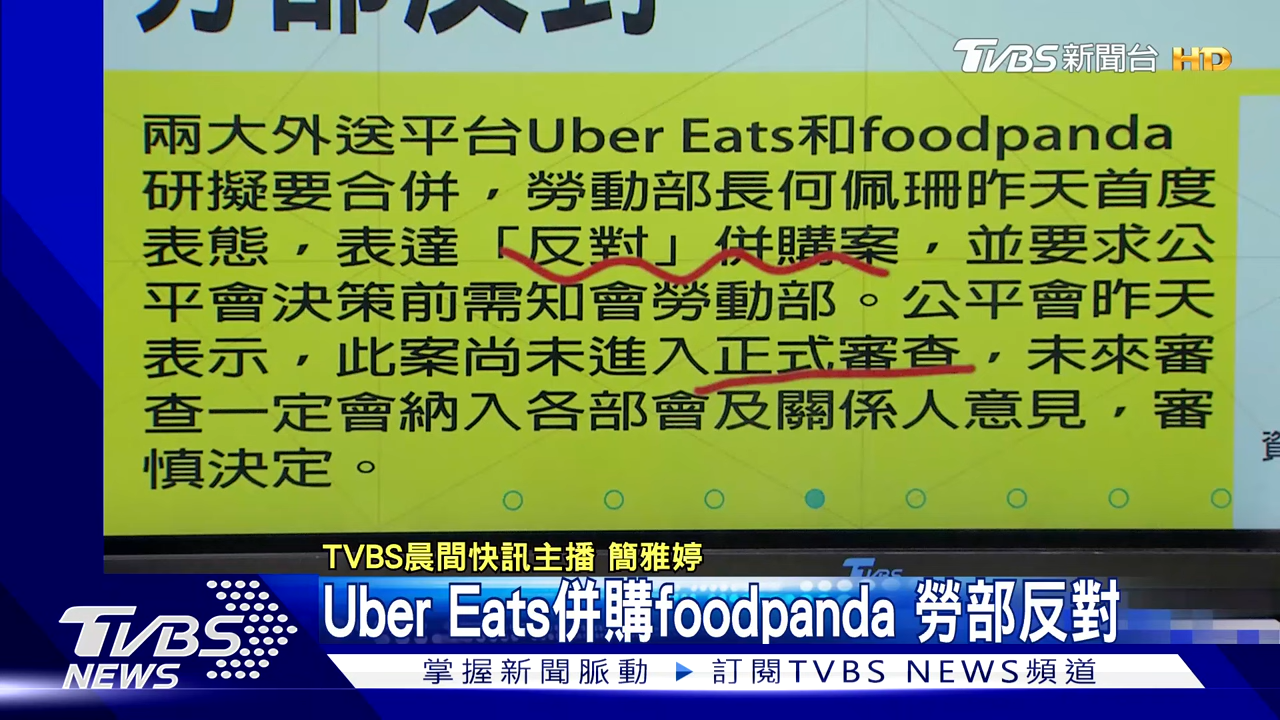 勞部反對
TVBS新聞台 HD
兩大外送平台Uber Eats和foodpanda
研擬要合併，勞動部長何佩珊昨天首度
表態，表達「反對」併購案，並要求公
平會決策前需知會勞動部。公平會昨天
表示，此案尚未進入正式審查，未來審
查一定會納入各部會及關係人意見，審
慎決定。
資
TVBS晨間快訊主播 簡雅婷
TVBS
Uber Eats併購foodpanda 勞部反對
TVBS
NEWS
掌握新聞脈動 ▶ 訂閱TVBS NEWS頻道